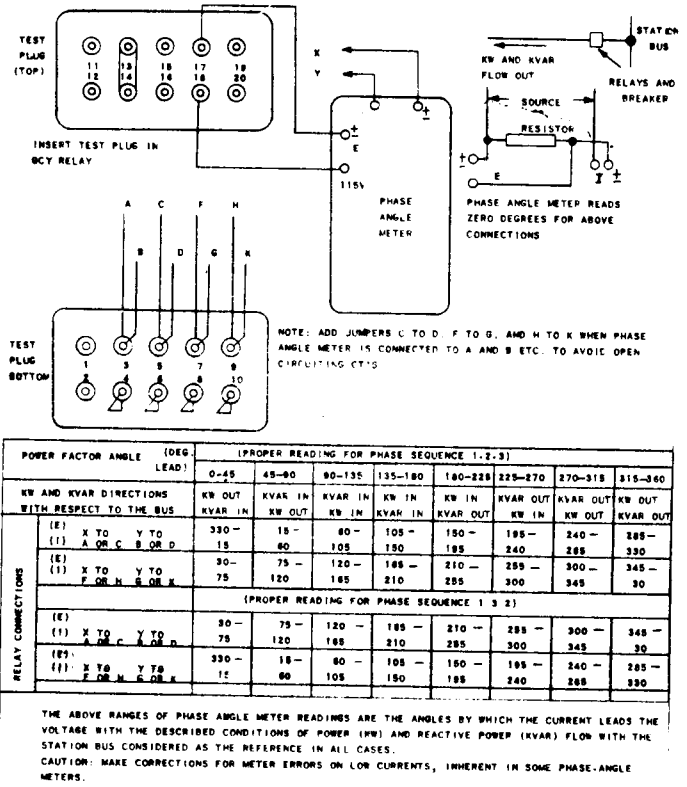 TEST PLUG (TOP)
11 13 15 17 19
12 14 16 18 20
INSERT TEST PLUG IN
BCY RELAY
X
Y
±
±
E
115V
PHASE
ANGLE
METER
STATION
BUS
KW AND KVAR
FLOW OUT
RELAYS AND
BREAKER
SOURCE
RESISTOR
±
E
I ±
PHASE ANGLE METER READS
ZERO DEGREES FOR ABOVE
CONNECTIONS
A C F H
B D G K
TEST
PLUG
BOTTOM
1 3 5 7 9
2 4 6 8 10
NOTE: ADD JUMPERS C TO D, F TO G, AND H TO K WHEN PHASE
ANGLE METER IS CONNECTED TO A AND B ETC. TO AVOID OPEN
CIRCUITING CT'S
POWER FACTOR ANGLE (DEG. LEAD)
(PROPER READING FOR PHASE SEQUENCE 1.2.3)
0-45 45-90 90-135 135-180 180-225 225-270 270-315 315-360
KW AND KVAR DIRECTIONS KW OUT KVAR IN KVAR IN KW IN KW IN KVAR OUT KVAR OUT KW OUT
WITH RESPECT TO THE BUS KVAR IN KW OUT KW IN KVAR IN KVAR OUT KW IN KW OUT KVAR OUT
RELAY CONNECTIONS
(E) X TO Y TO 330- 15- 60- 105- 150- 195- 240- 285-
(I) A OR C B OR D 15 60 105 150 195 240 285 330
(E) X TO Y TO 30- 75- 120- 165- 210- 255- 300- 345-
(I) F OR H G OR K 75 120 165 210 255 300 345 30
(PROPER READING FOR PHASE SEQUENCE 1 3 2)
(E) X TO Y TO 30- 75- 120- 165- 210- 255- 300- 345-
(I) A OR C B OR D 75 120 165 210 255 300 345 30
(E) X TO Y TO 330- 15- 60- 105- 150- 195- 240- 285-
(I) F OR H G OR K 15 60 105 150 195 240 285 330
THE ABOVE RANGES OF PHASE ANGLE METER READINGS ARE THE ANGLES BY WHICH THE CURRENT LEADS THE
VOLTAGE WITH THE DESCRIBED CONDITIONS OF POWER (KW) AND REACTIVE POWER (KVAR) FLOW WITH THE
STATION BUS CONSIDERED AS THE REFERENCE IN ALL CASES.
CAUTION: MAKE CORRECTIONS FOR METER ERRORS ON LOW CURRENTS, INHERENT IN SOME PHASE-ANGLE
METERS.